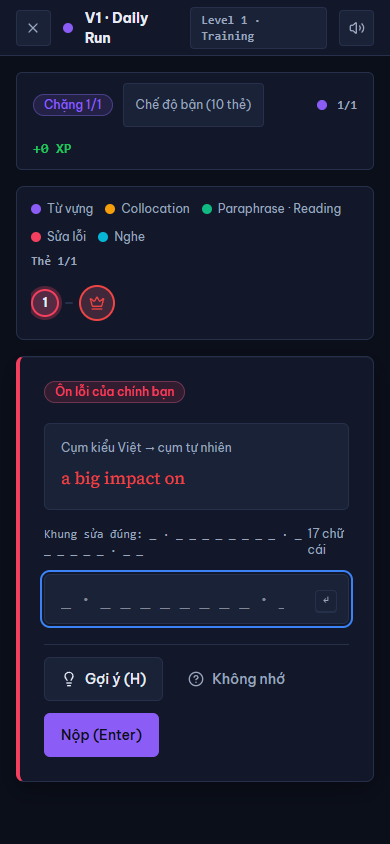 V1 · Daily
Run
Level 1 ·
Training
Chặng 1/1
Chế độ bận (10 thẻ)
1/1
+0 XP
Từ vựng
Collocation
Paraphrase · Reading
Sửa lỗi
Nghe
Thẻ 1/1
1
Ôn lỗi của chính bạn
Cụm kiểu Việt → cụm tự nhiên
a big impact on
Khung sửa đúng: _ · _ _ _ _ _ _ _ _ · _
_ _ _ _ _ · _ _
17 chữ
cái
_ · _ _ _ _ _ _ _ _ · _
↵
Gợi ý (H)
Không nhớ
Nộp (Enter)